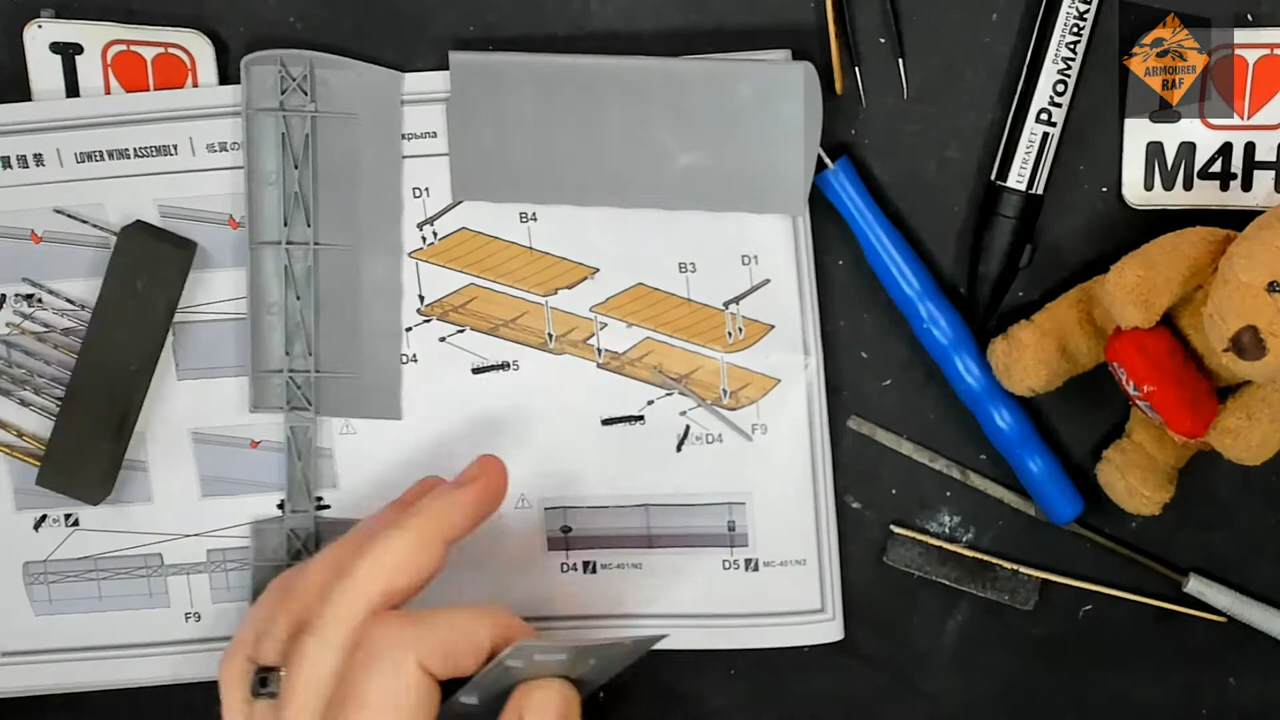 I
ProMARKER
permanent
LETRASET
ARMOURER
RAF
I
M4H
翼组装 | LOWER WING ASSEMBLY | 低翼の
крыла
D1
B4
B3
D1
D4
D5
D4
F9
D4 MC-401/N2
D5 MC-401/N2
F9